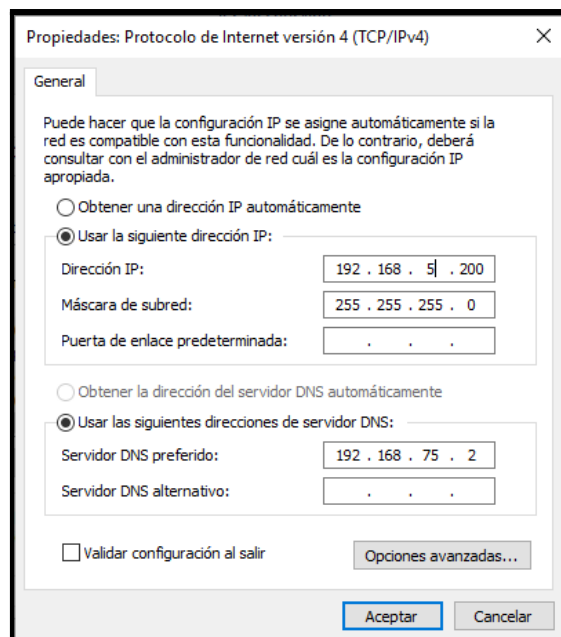 Propiedades: Protocolo de Internet versión 4 (TCP/IPv4)
General
Puede hacer que la configuración IP se asigne automáticamente si la
red es compatible con esta funcionalidad. De lo contrario, deberá
consultar con el administrador de red cuál es la configuración IP
apropiada.
Obtener una dirección IP automáticamente
Usar la siguiente dirección IP:
Dirección IP: 192 . 168 . 5 . 200
Máscara de subred: 255 . 255 . 255 . 0
Puerta de enlace predeterminada: . . .
Obtener la dirección del servidor DNS automáticamente
Usar las siguientes direcciones de servidor DNS:
Servidor DNS preferido: 192 . 168 . 75 . 2
Servidor DNS alternativo: . . .
Validar configuración al salir
Opciones avanzadas...
Aceptar Cancelar